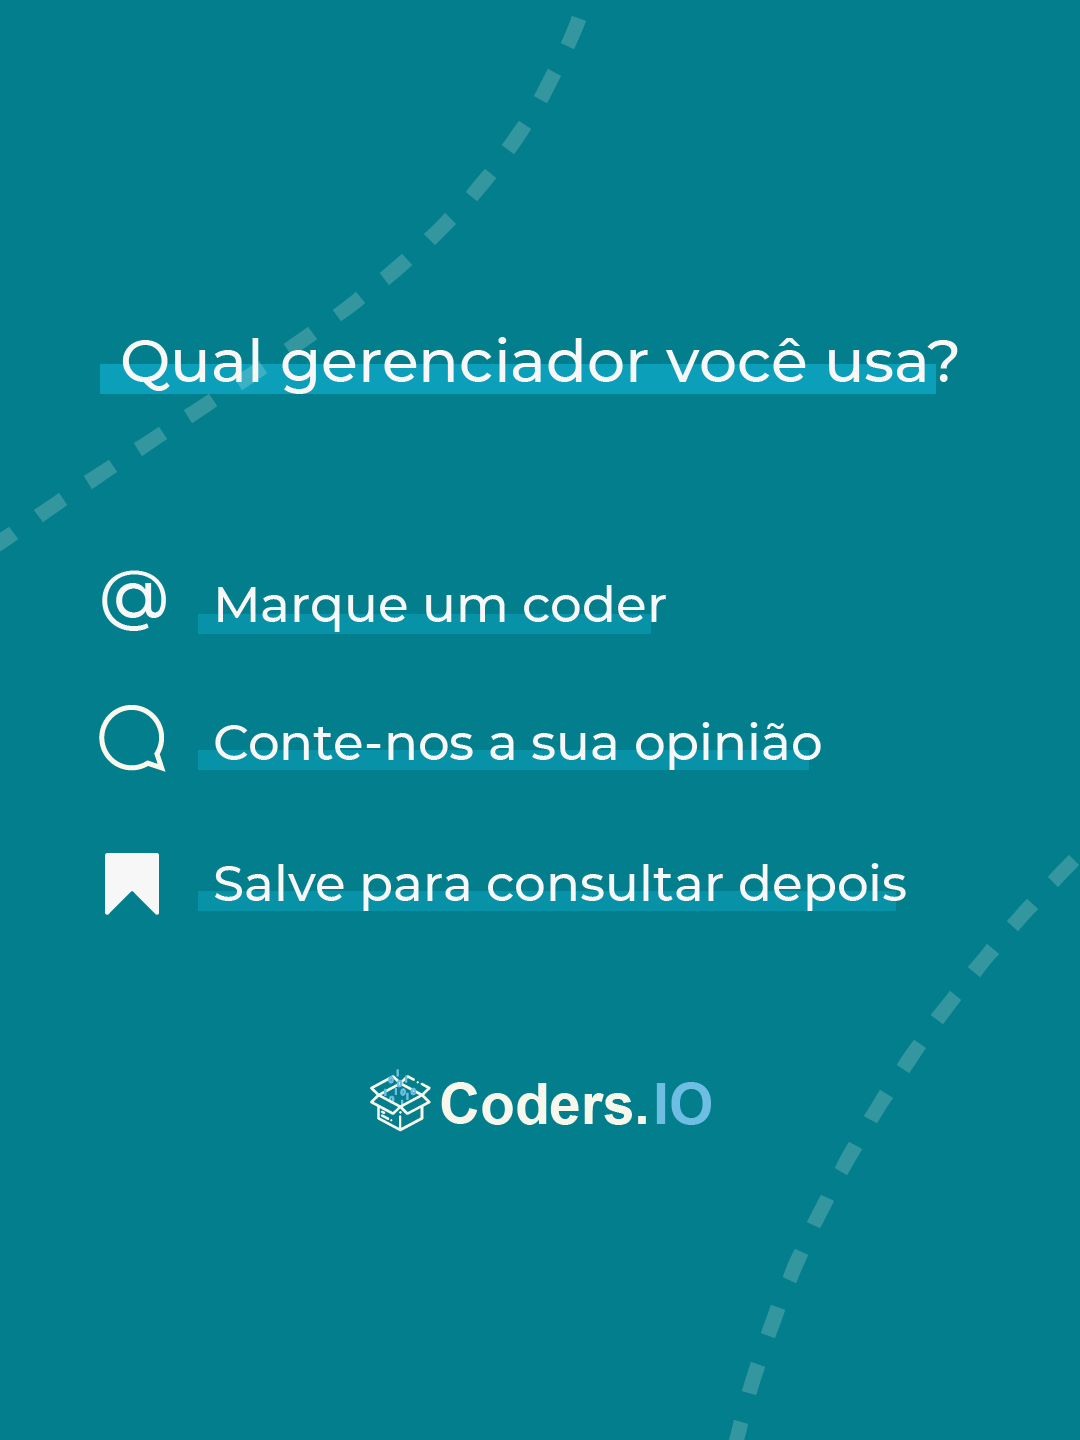 Qual gerenciador você usa?
@ Marque um coder
Conte-nos a sua opinião
Salve para consultar depois
Coders.IO